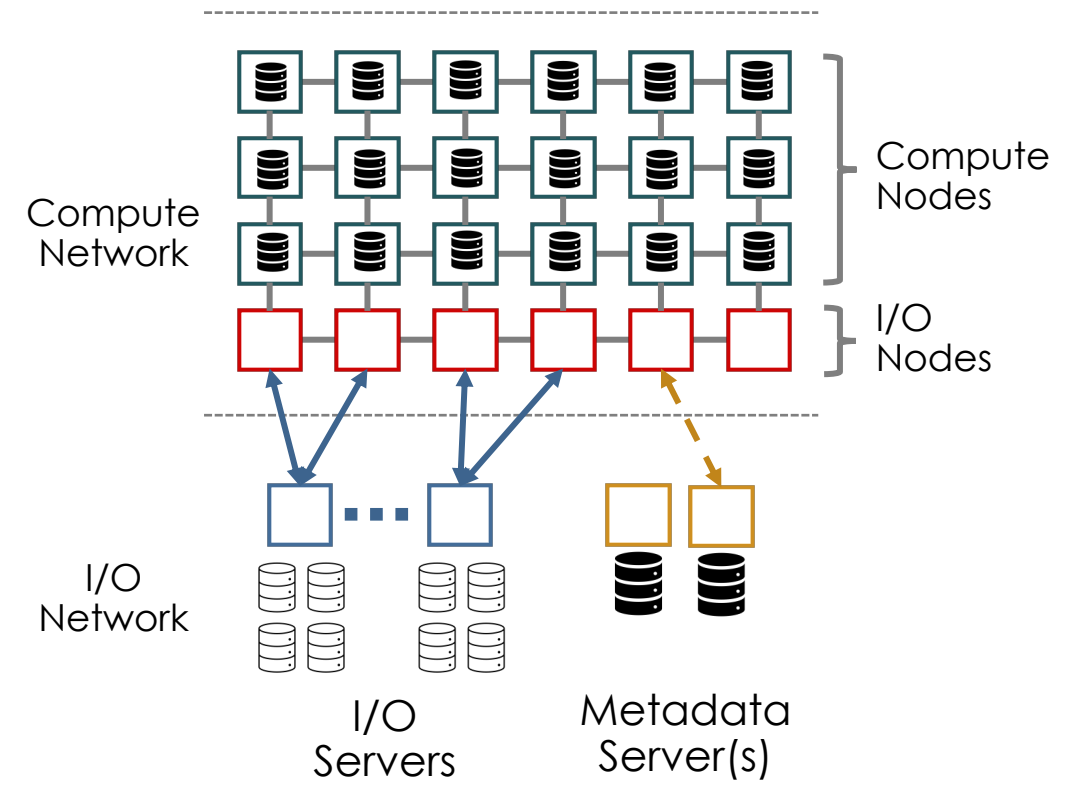 Compute
Nodes
Compute
Network
I/O
Nodes
I/O
Network
I/O
Servers
Metadata
Server(s)